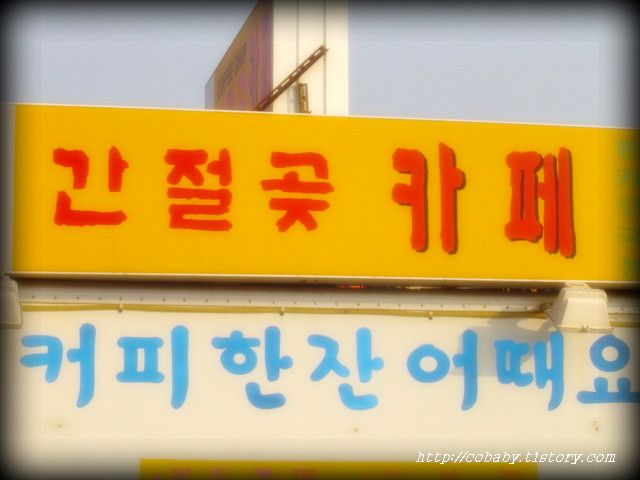 간절곶 카페
커피 한 잔 어때요
http://cobaby.tistory.com